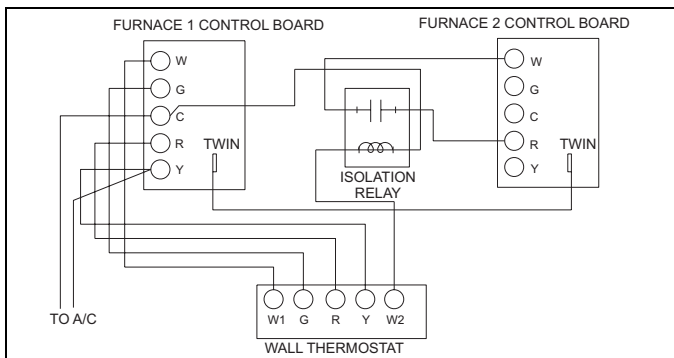 FURNACE 1 CONTROL BOARD
FURNACE 2 CONTROL BOARD
W
G
C
R
Y
TWIN
ISOLATION
RELAY
W
G
C
R
Y
TWIN
TO A/C
W1 G R Y W2
WALL THERMOSTAT